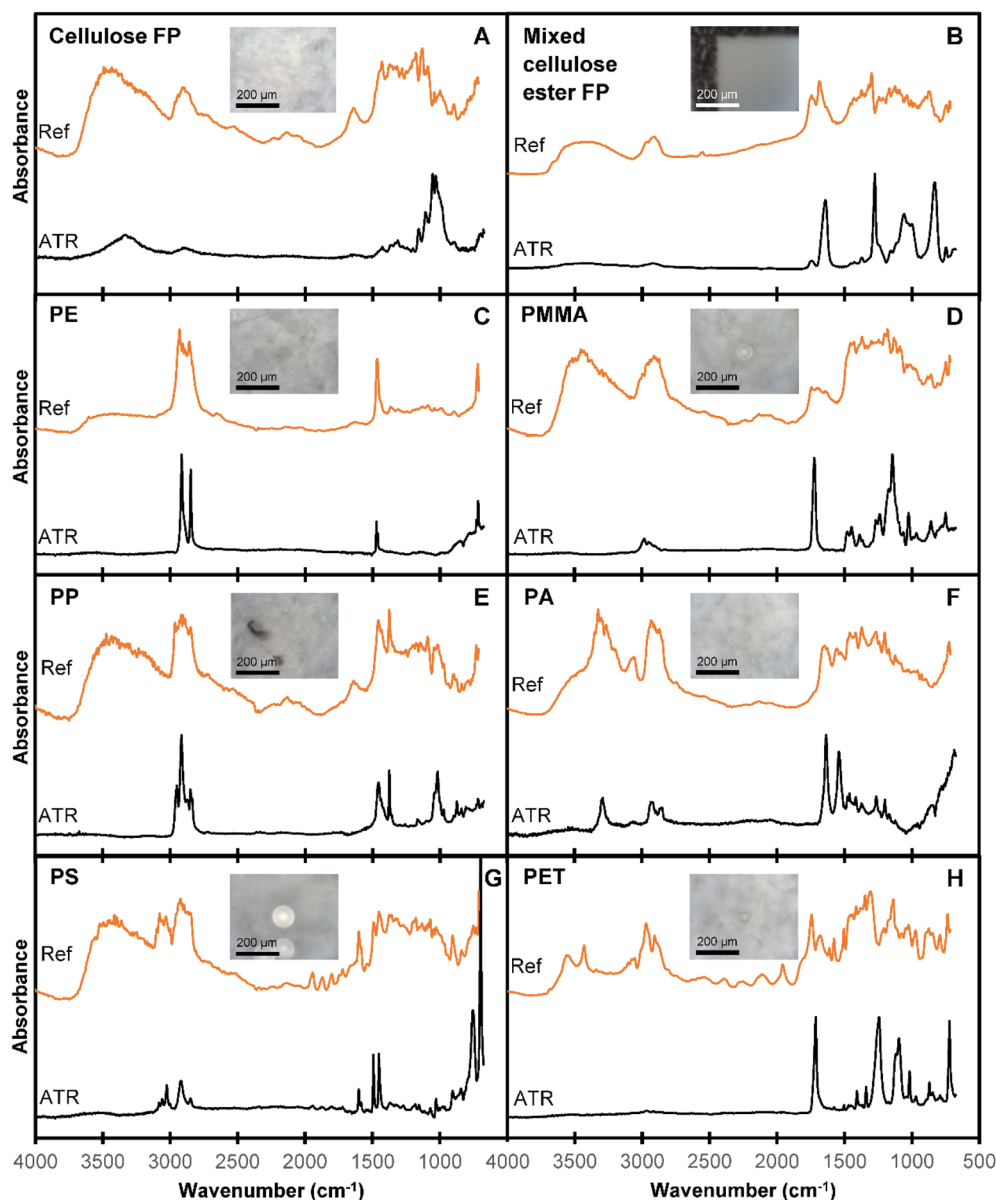 Cellulose FP
A
200 µm
Ref
ATR
Absorbance
Mixed
cellulose
ester FP
B
200 µm
Ref
ATR
PE
C
200 µm
Ref
ATR
Absorbance
PMMA
D
200 µm
Ref
ATR
PP
E
200 µm
Ref
ATR
Absorbance
PA
F
200 µm
Ref
ATR
PS
G
200 µm
Ref
ATR
Absorbance
PET
H
200 µm
Ref
ATR
4000 3500 3000 2500 2000 1500 1000 4000 3500 3000 2500 2000 1500 1000 500
Wavenumber (cm⁻¹) Wavenumber (cm⁻¹)